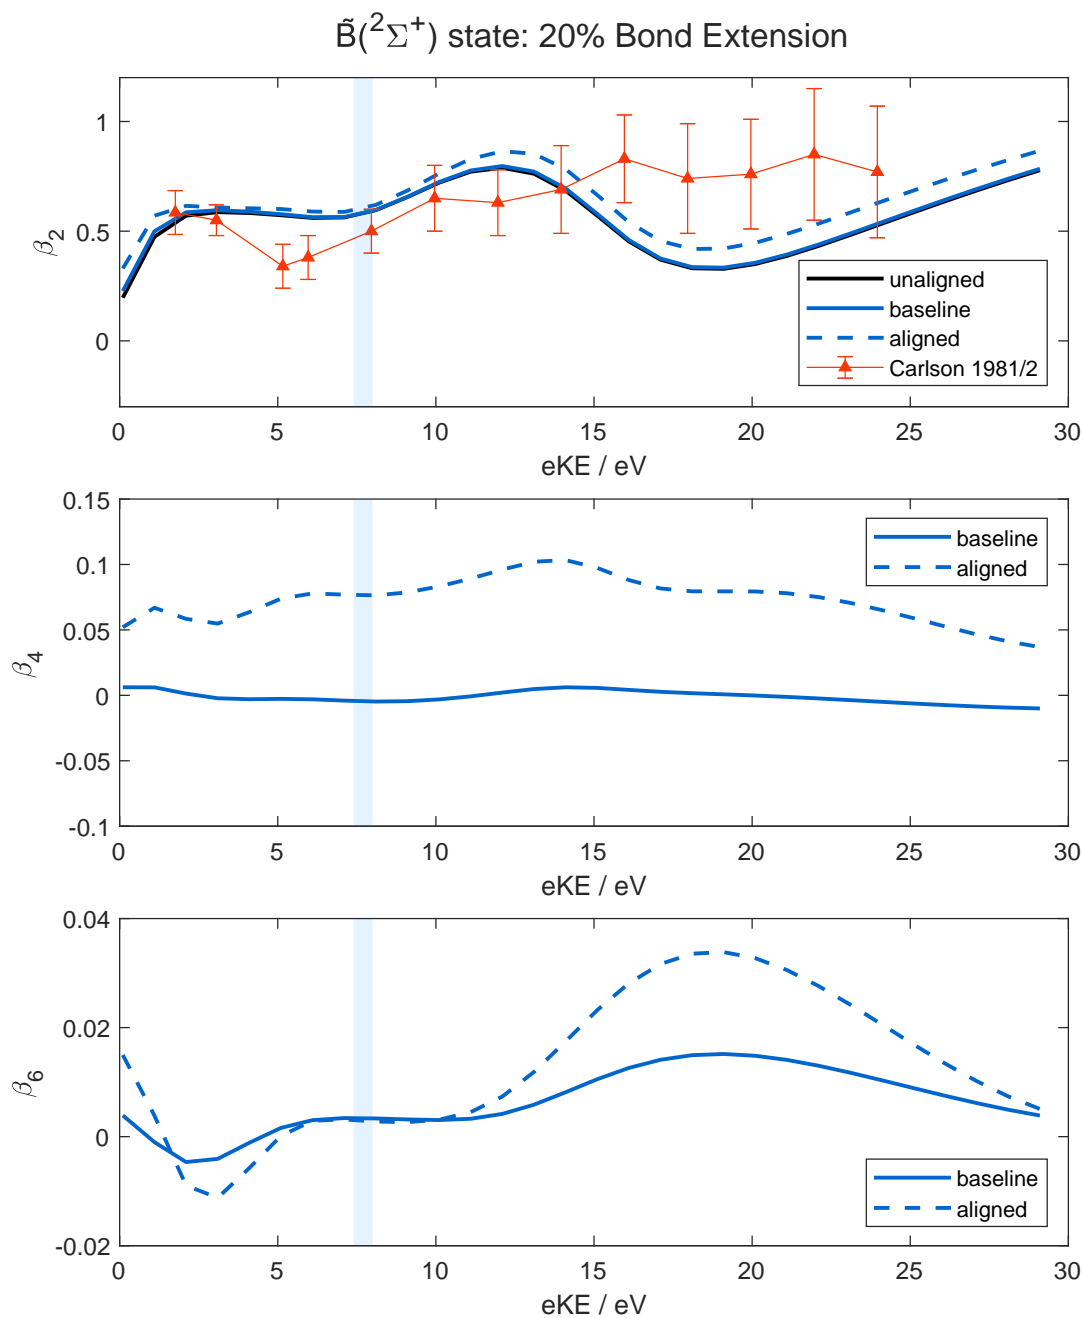 B̃(²Σ⁺) state: 20% Bond Extension
1
0.5
0
β₂
unaligned
baseline
aligned
Carlson 1981/2
0 5 10 15 20 25 30
eKE / eV
0.15
0.1
0.05
0
-0.05
-0.1
β₄
baseline
aligned
0 5 10 15 20 25 30
eKE / eV
0.04
0.02
0
-0.02
β₆
baseline
aligned
0 5 10 15 20 25 30
eKE / eV